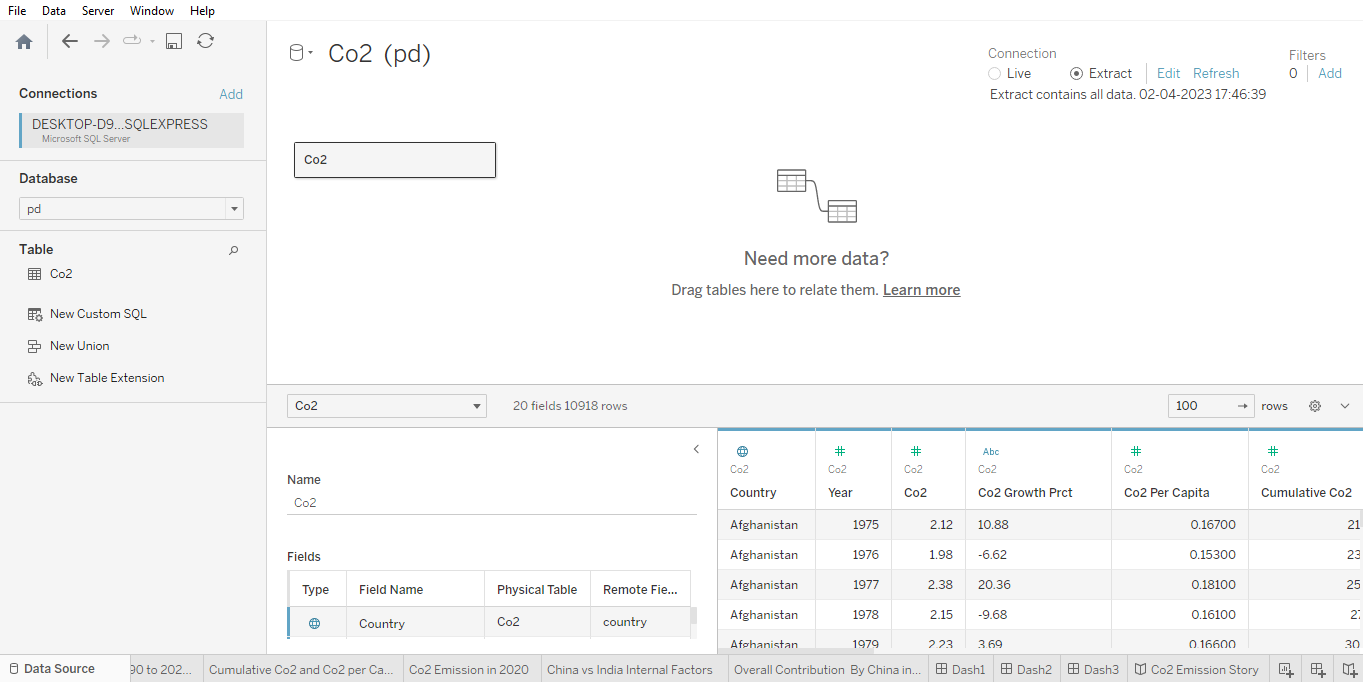 File Data Server Window Help
Co2 (pd)
Connection
Live Extract Edit Refresh
Extract contains all data. 02-04-2023 17:46:39
Filters
0 Add
Connections Add
DESKTOP-D9...SQLEXPRESS
Microsoft SQL Server
Database
pd
Table
Co2
New Custom SQL
New Union
New Table Extension
Co2
Need more data?
Drag tables here to relate them. Learn more
Co2 20 fields 10918 rows 100 rows
Name
Co2
Fields
Type Field Name Physical Table Remote Fie...
Country Co2 country
Abc
Co2 Co2 Co2 Co2 Co2 Co2
Country Year Co2 Co2 Growth Prct Co2 Per Capita Cumulative Co2
Afghanistan 1975 2.12 10.88 0.16700 21
Afghanistan 1976 1.98 -6.62 0.15300 23
Afghanistan 1977 2.38 20.36 0.18100 25
Afghanistan 1978 2.15 -9.68 0.16100
Afghanistan 1979 2.23 3.69 0.16600 30
Data Source 90 to 202... Cumulative Co2 and Co2 per Ca... Co2 Emission in 2020 China vs India Internal Factors Overall Contribution By China in... Dash1 Dash2 Dash3 Co2 Emission Story